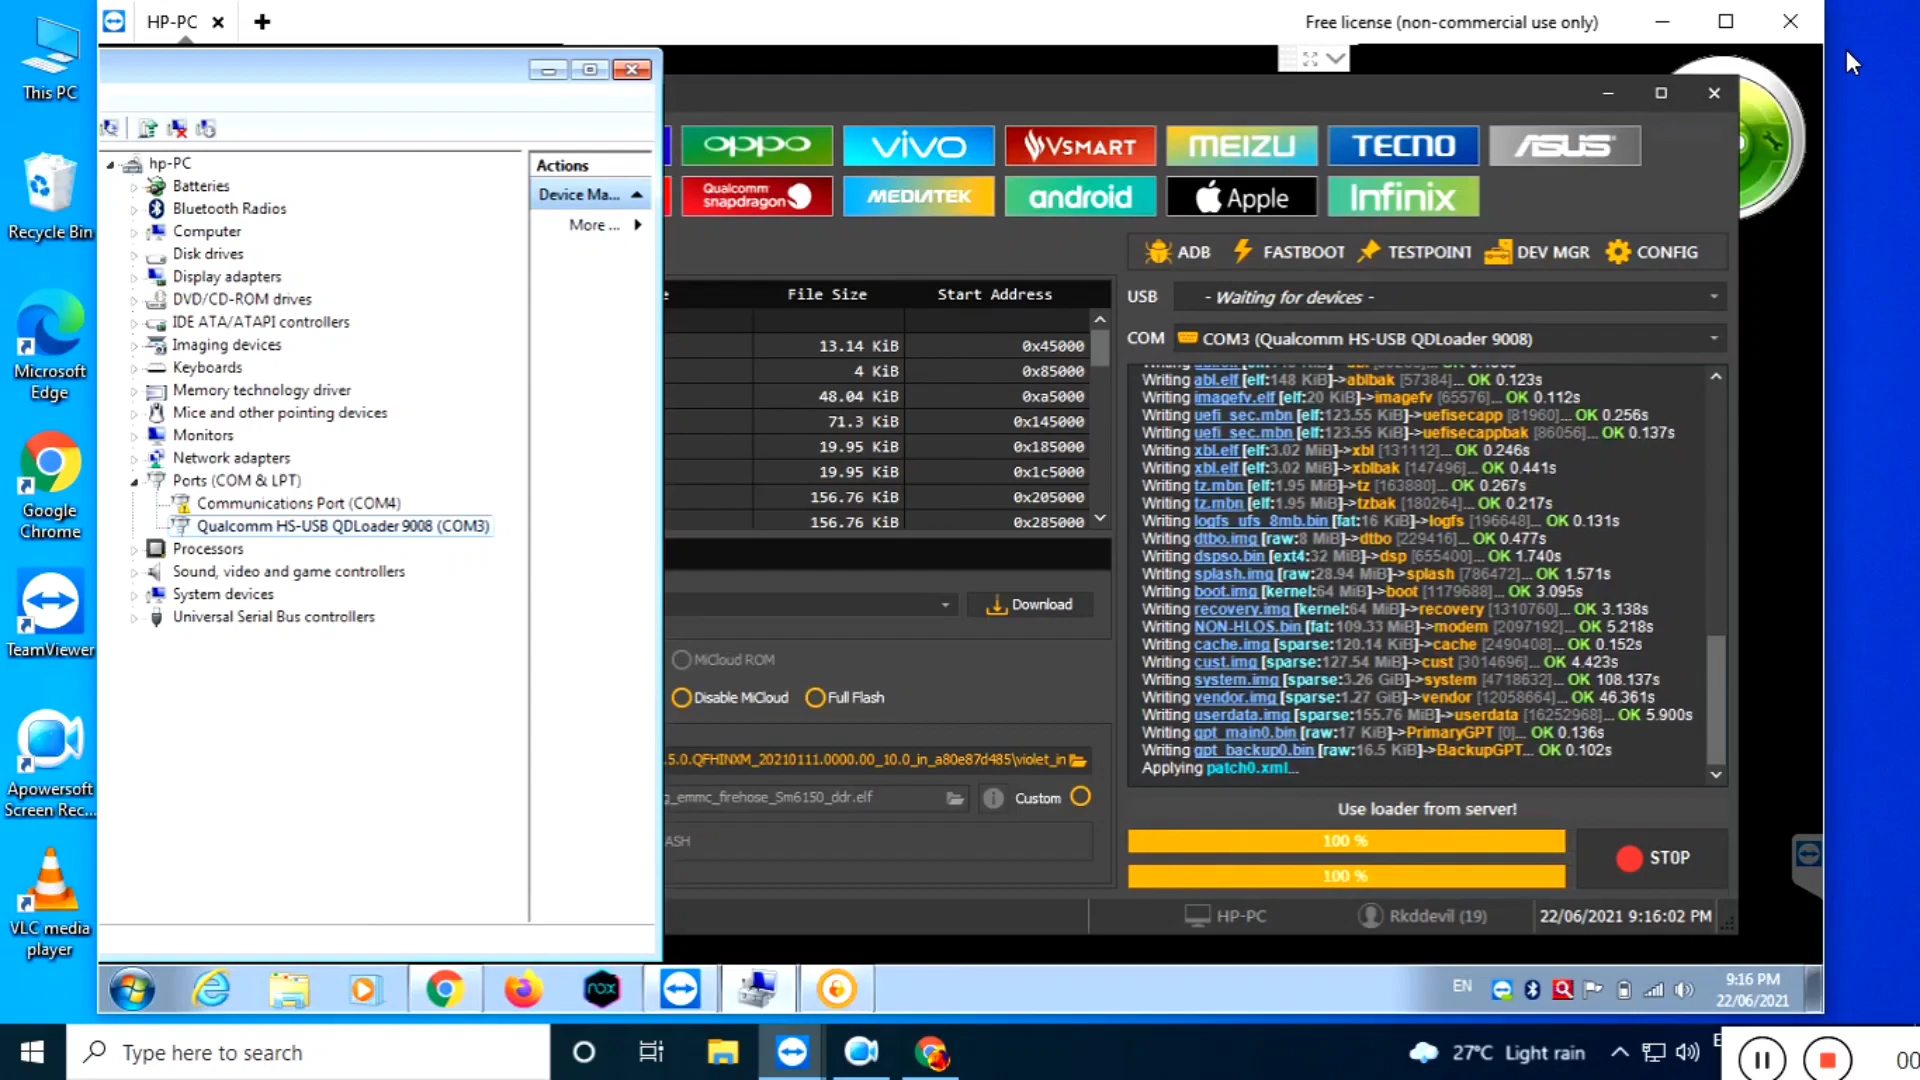 HP-PC
Free license (non-commercial use only)
This PC
Recycle Bin
Microsoft
Edge
Google
Chrome
TeamViewer
Apowersoft
Screen Rec...
VLC media
player
hp-PC
Batteries
Bluetooth Radios
Computer
Disk drives
Display adapters
DVD/CD-ROM drives
IDE ATA/ATAPI controllers
Imaging devices
Keyboards
Memory technology driver
Mice and other pointing devices
Monitors
Network adapters
Ports (COM & LPT)
Communications Port (COM4)
Qualcomm HS-USB QDLoader 9008 (COM3)
Processors
Sound, video and game controllers
System devices
Universal Serial Bus controllers
Actions
Device Ma...
More ...
oppo vivo VSMART MEIZU TECNO ASUS
Qualcomm snapdragon MEDIATEK android Apple Infinix
ADB FASTBOOT TESTPOINT DEV MGR CONFIG
USB - Waiting for devices -
COM COM3 (Qualcomm HS-USB QDLoader 9008)
File Size Start Address
13.14 KiB 0x45000
4 KiB 0x85000
48.04 KiB 0xa5000
71.3 KiB 0x145000
19.95 KiB 0x185000
19.95 KiB 0x1c5000
156.76 KiB 0x205000
156.76 KiB 0x285000
Download
MiCloud ROM
Disable MiCloud Full Flash
.5.0.QFHINXM_20210111.0000.00_10.0_in_a80e87d485\violet_in
g_emmc_firehose_Sm6150_ddr.elf Custom
ASH
Writing abl.elf [elf:148 KiB]->ablbak [57384]... OK 0.123s
Writing imagefv.elf [elf:20 KiB]->imagefv [65576]... OK 0.112s
Writing uefi_sec.mbn [elf:123.55 KiB]->uefisecapp [81960]... OK 0.256s
Writing uefi_sec.mbn [elf:123.55 KiB]->uefisecappbak [86056]... OK 0.137s
Writing xbl.elf [elf:3.02 MiB]->xbl [131112]... OK 0.246s
Writing xbl.elf [elf:3.02 MiB]->xblbak [147496]... OK 0.441s
Writing tz.mbn [elf:1.95 MiB]->tz [163880]... OK 0.267s
Writing tz.mbn [elf:1.95 MiB]->tzbak [180264]... OK 0.217s
Writing logfs_ufs_8mb.bin [fat:16 KiB]->logfs [196648]... OK 0.131s
Writing dtbo.img [raw:8 MiB]->dtbo [229416]... OK 0.477s
Writing dspso.bin [ext4:32 MiB]->dsp [655400]... OK 1.740s
Writing splash.img [raw:28.94 MiB]->splash [786472]... OK 1.571s
Writing boot.img [kernel:64 MiB]->boot [1179688]... OK 3.095s
Writing recovery.img [kernel:64 MiB]->recovery [1310760]... OK 3.138s
Writing NON-HLOS.bin [fat:109.33 MiB]->modem [2097192]... OK 5.218s
Writing cache.img [sparse:120.14 KiB]->cache [2490408]... OK 0.152s
Writing cust.img [sparse:127.54 MiB]->cust [3014696]... OK 4.423s
Writing system.img [sparse:3.26 GiB]->system [4718632]... OK 108.137s
Writing vendor.img [sparse:1.27 GiB]->vendor [12058664]... OK 46.361s
Writing userdata.img [sparse:155.76 MiB]->userdata [16252968]... OK 5.900s
Writing gpt_main0.bin [raw:17 KiB]->PrimaryGPT [0]... OK 0.136s
Writing gpt_backup0.bin [raw:16.5 KiB]->BackupGPT... OK 0.102s
Applying patch0.xml...
Use loader from server!
100 %
100 %
STOP
HP-PC Rkddevil (19) 22/06/2021 9:16:02 PM
nox
EN
9:16 PM
22/06/2021
Type here to search
27°C Light rain
00